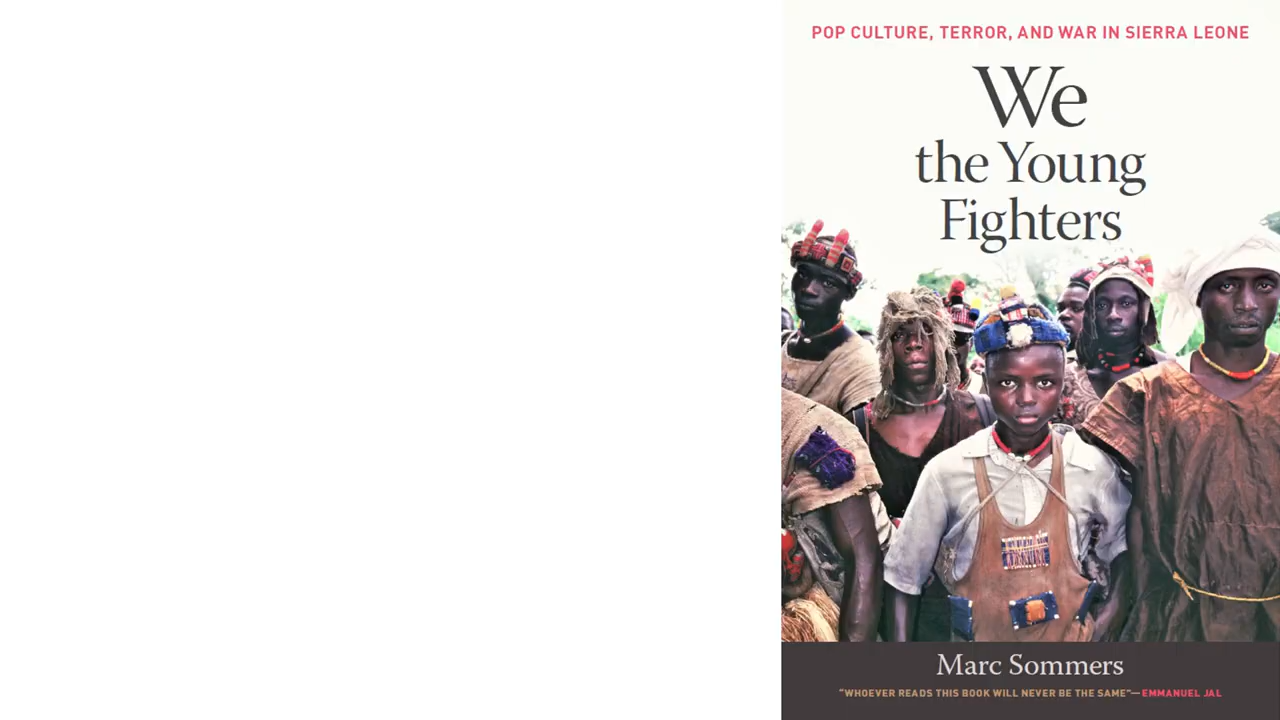 POP CULTURE, TERROR, AND WAR IN SIERRA LEONE
We
the Young
Fighters
Marc Sommers
"WHOEVER READS THIS BOOK WILL NEVER BE THE SAME"—EMMANUEL JAL